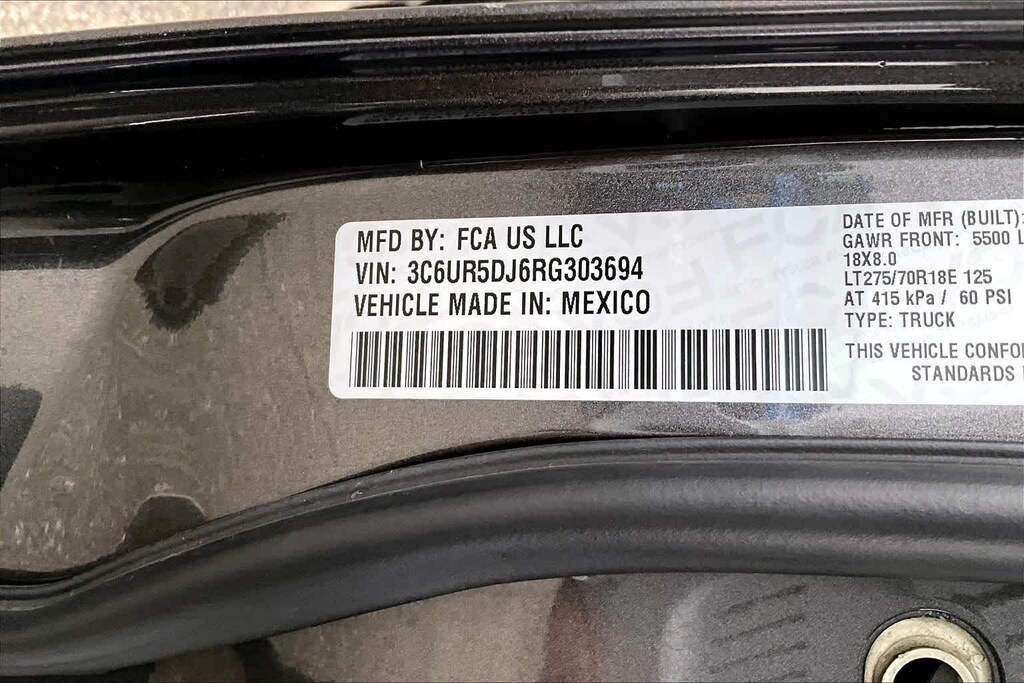 MFD BY: FCA US LLC
VIN: 3C6UR5DJ6RG303694
VEHICLE MADE IN: MEXICO
DATE OF MFR (BUILT):
GAWR FRONT: 5500 L
18X8.0
LT275/70R18E 125
AT 415 kPa / 60 PSI
TYPE: TRUCK
THIS VEHICLE CONFO
STANDARDS